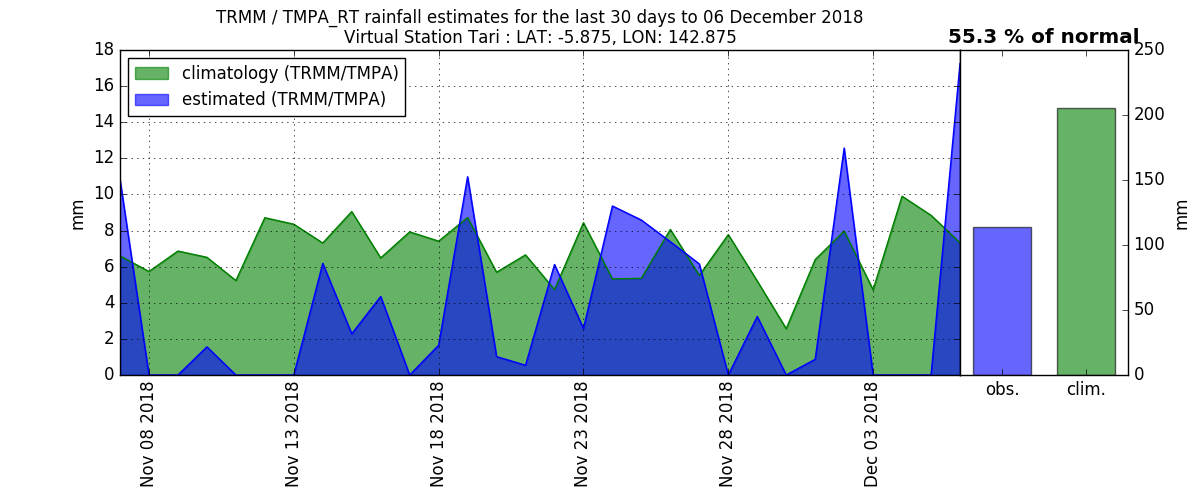 TRMM / TMPA_RT rainfall estimates for the last 30 days to 06 December 2018
Virtual Station Tari : LAT: -5.875, LON: 142.875
55.3 % of normal
climatology (TRMM/TMPA)
estimated (TRMM/TMPA)
mm
18
16
14
12
10
8
6
4
2
0
Nov 08 2018
Nov 13 2018
Nov 18 2018
Nov 23 2018
Nov 28 2018
Dec 03 2018
250
200
150
100
50
0
mm
obs.
clim.